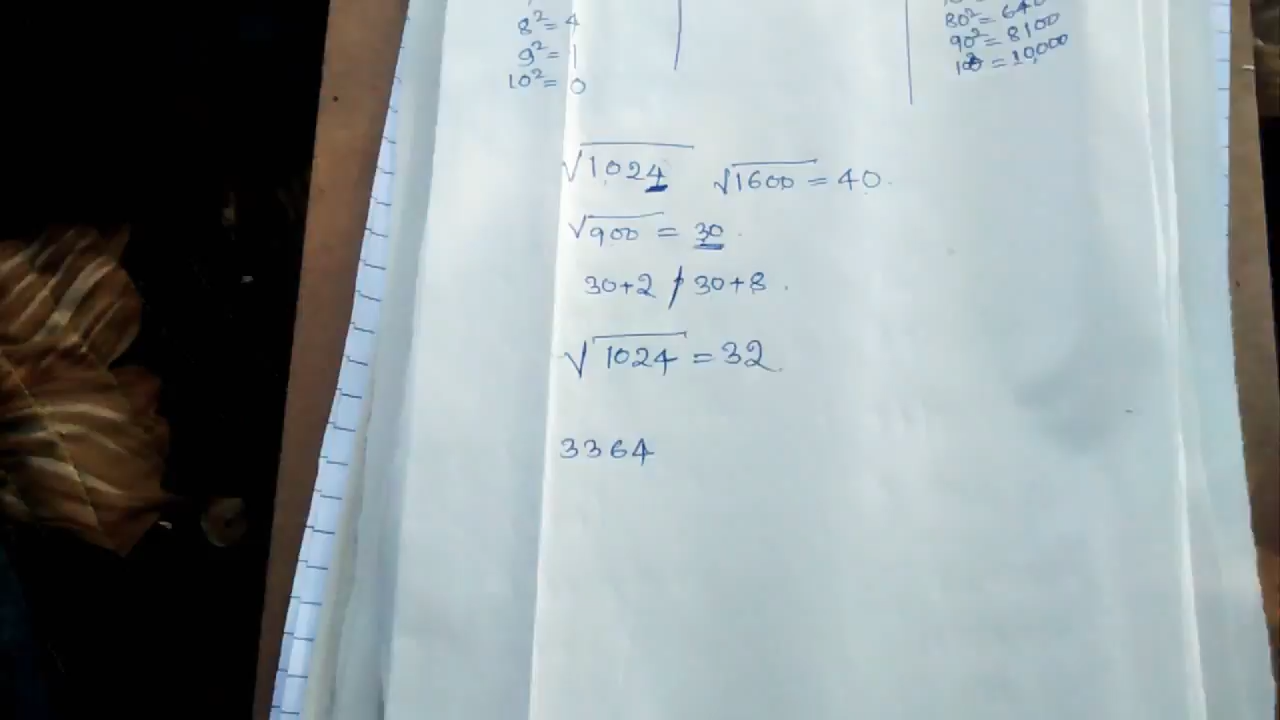 8² = 4
9² = 1
10² = 0
80² = 640
90² = 8100
= 10,000
√1024 √1600 = 40.
√900 = 30.
30+2 / 30+8.
√1024 = 32.
3364